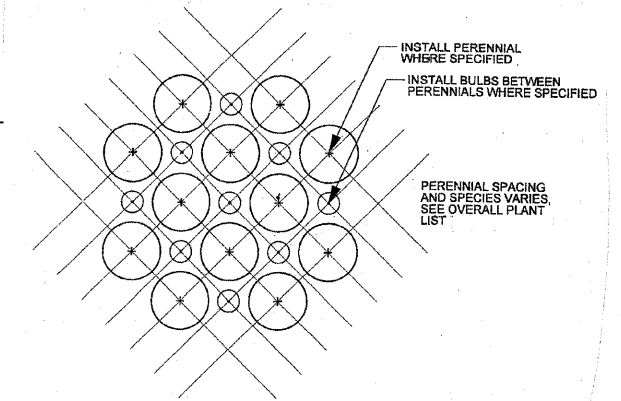 INSTALL PERENNIAL
WHERE SPECIFIED
INSTALL BULBS BETWEEN
PERENNIALS WHERE SPECIFIED
PERENNIAL SPACING
AND SPECIES VARIES,
SEE OVERALL PLANT
LIST